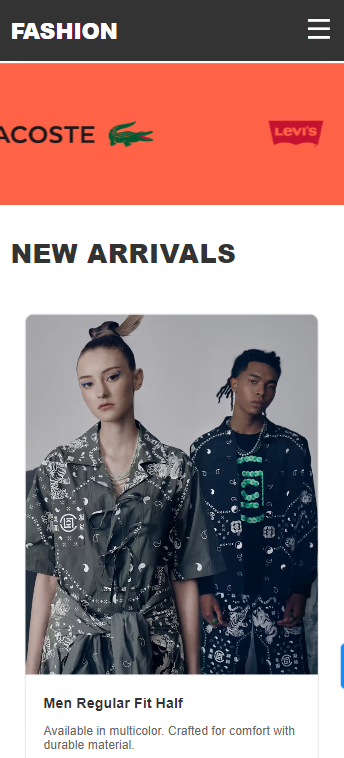 FASHION
ACOSTE
LEVI'S
NEW ARRIVALS
Men Regular Fit Half
Available in multicolor. Crafted for comfort with
durable material.